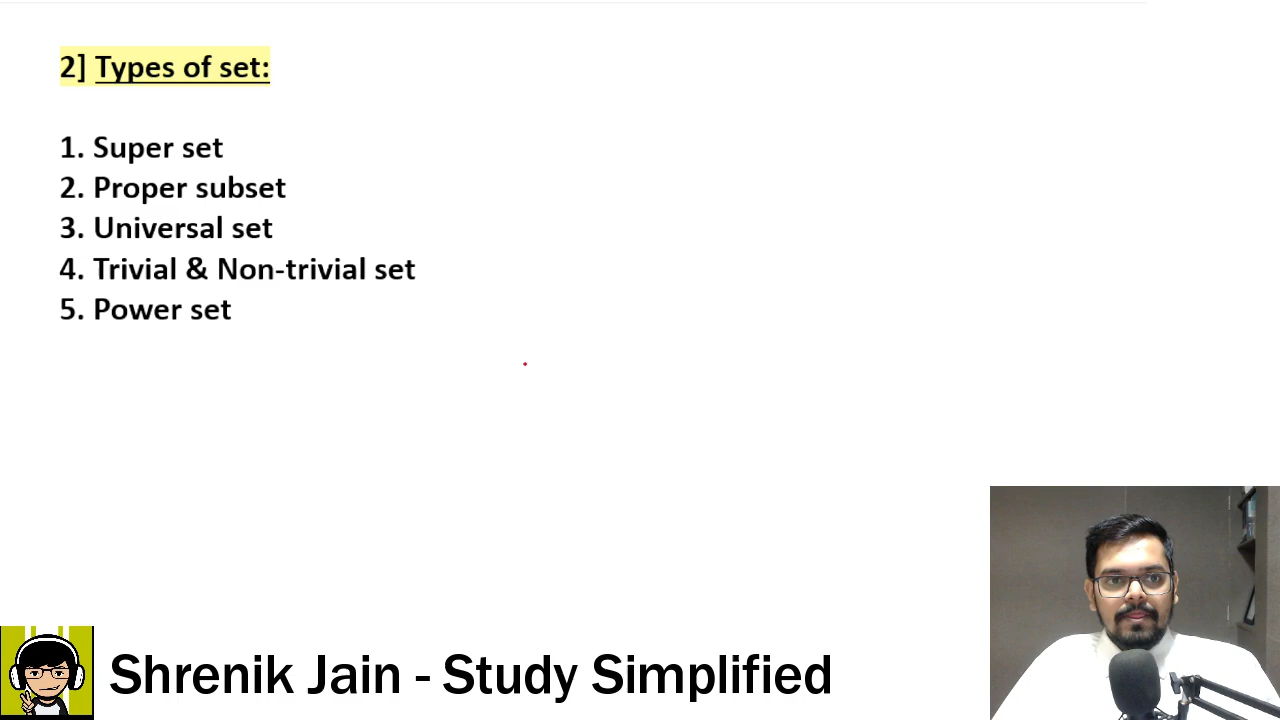 2] Types of set:
1. Super set
2. Proper subset
3. Universal set
4. Trivial & Non-trivial set
5. Power set
Shrenik Jain - Study Simplified